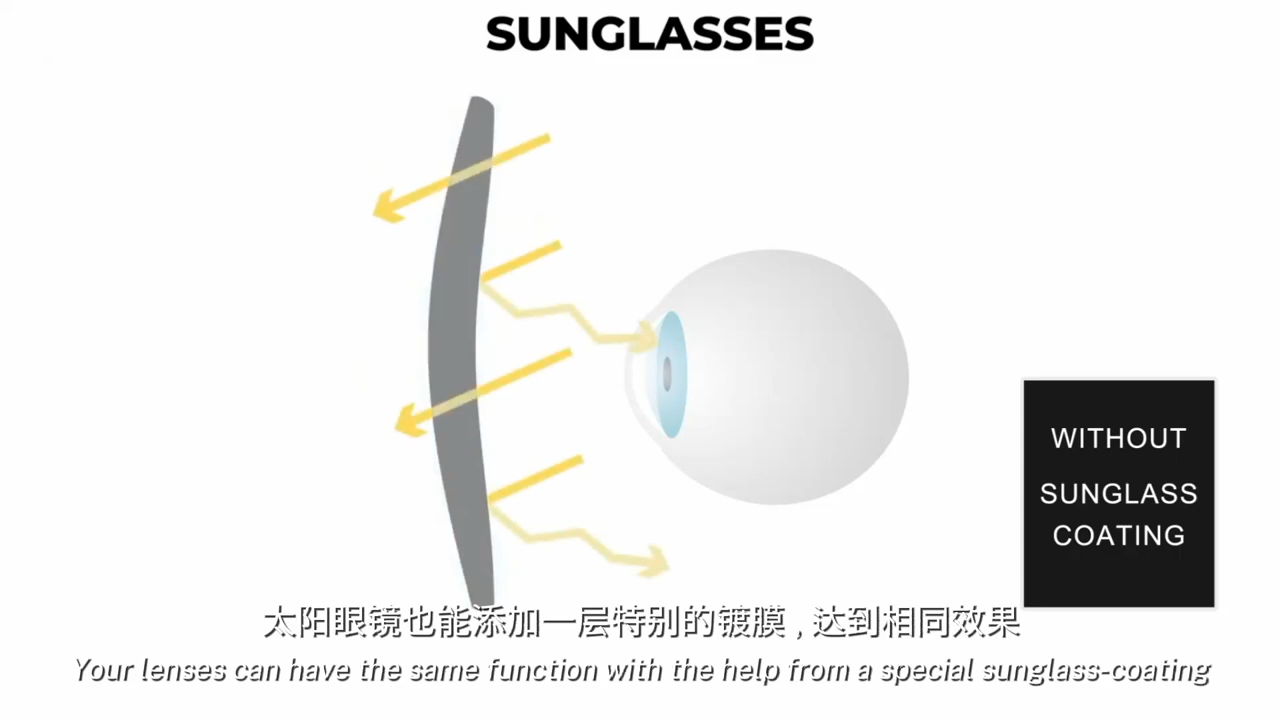 SUNGLASSES
WITHOUT
SUNGLASS
COATING
太阳眼镜也能添加一层特别的镀膜，达到相同效果
Your lenses can have the same function with the help from a special sunglass-coating